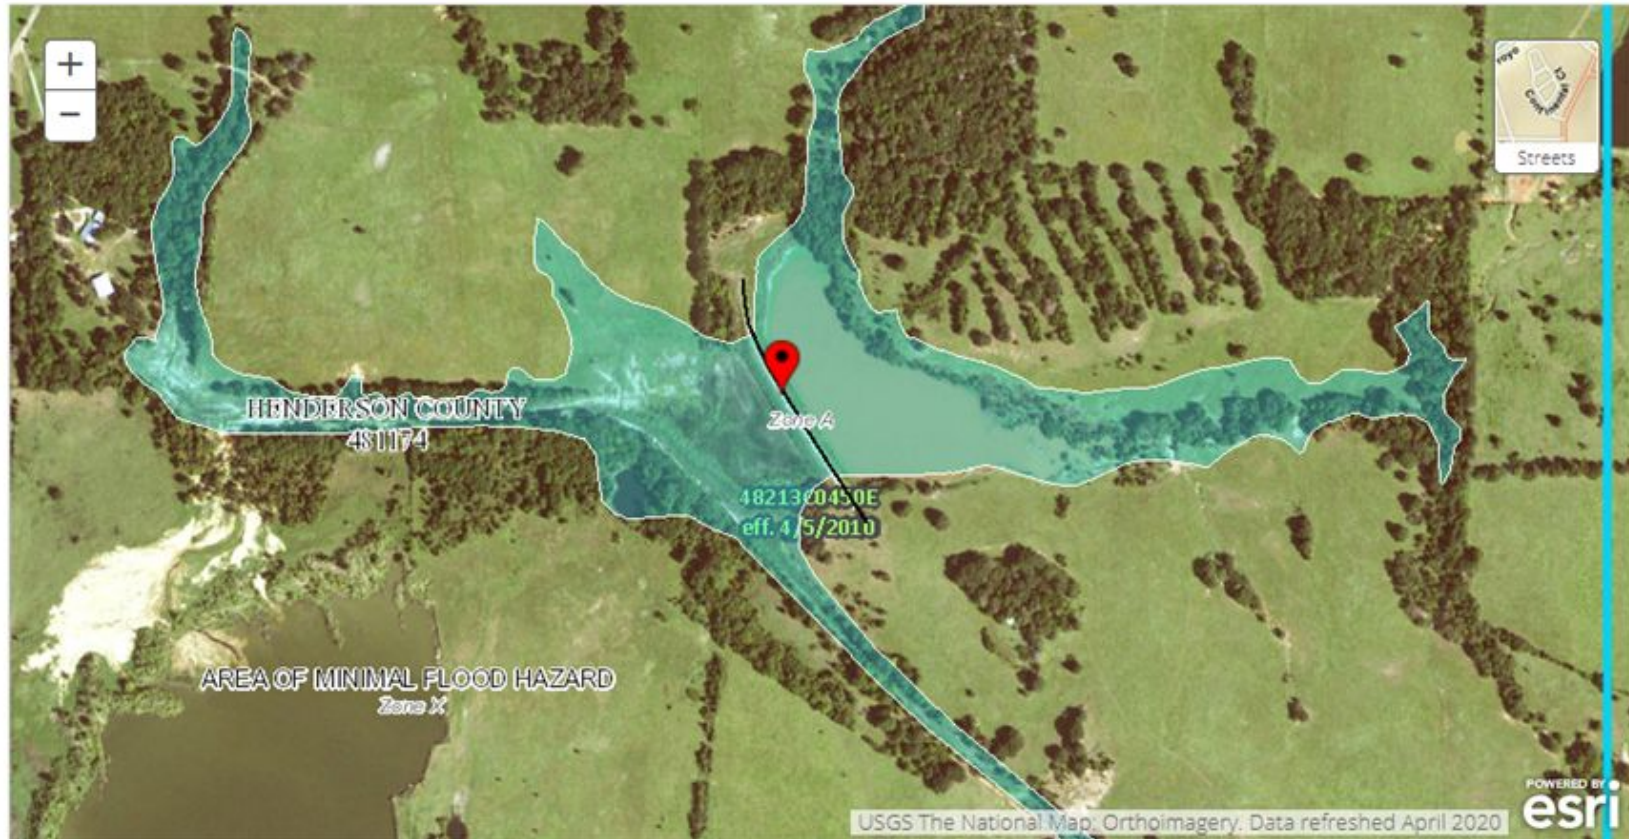 +
−
Streets
HENDERSON COUNTY
481174
Zone A
48213C0450E
eff. 4/5/2010
AREA OF MINIMAL FLOOD HAZARD
Zone X
POWERED BY
esri
USGS The National Map: Orthoimagery. Data refreshed April 2020